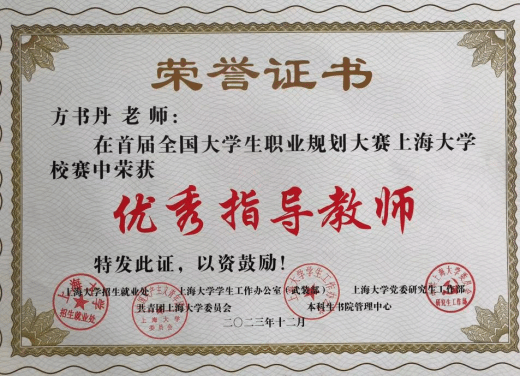 荣誉证书
方书丹 老师：
在首届全国大学生职业规划大赛上海大学
校赛中荣获
优秀指导教师
特发此证，以资鼓励！
上海大学招生就业处 上海大学学生工作办公室（武装部） 上海大学党委研究生工作部
共青团上海大学委员会 本科生书院管理中心
二〇二三年十二月